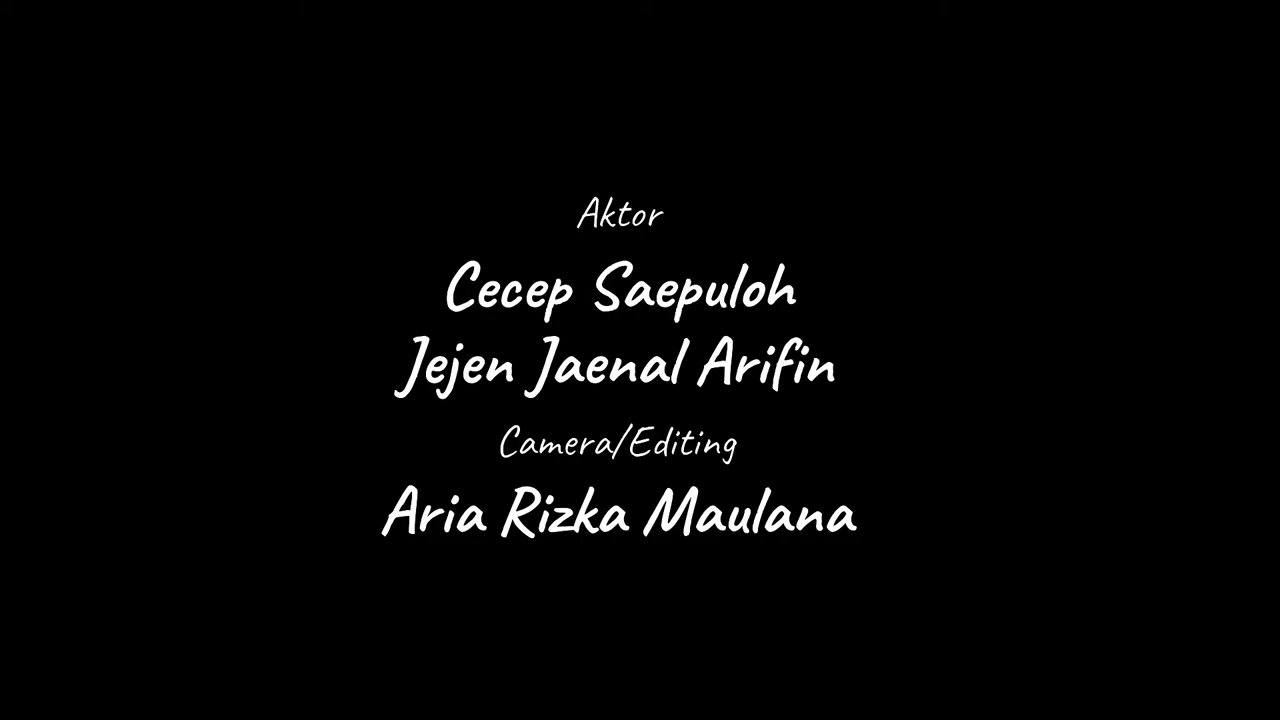 Aktor
Cecep Saepuloh
Jejen Jaenal Arifin
Camera/Editing
Aria Rizka Maulana